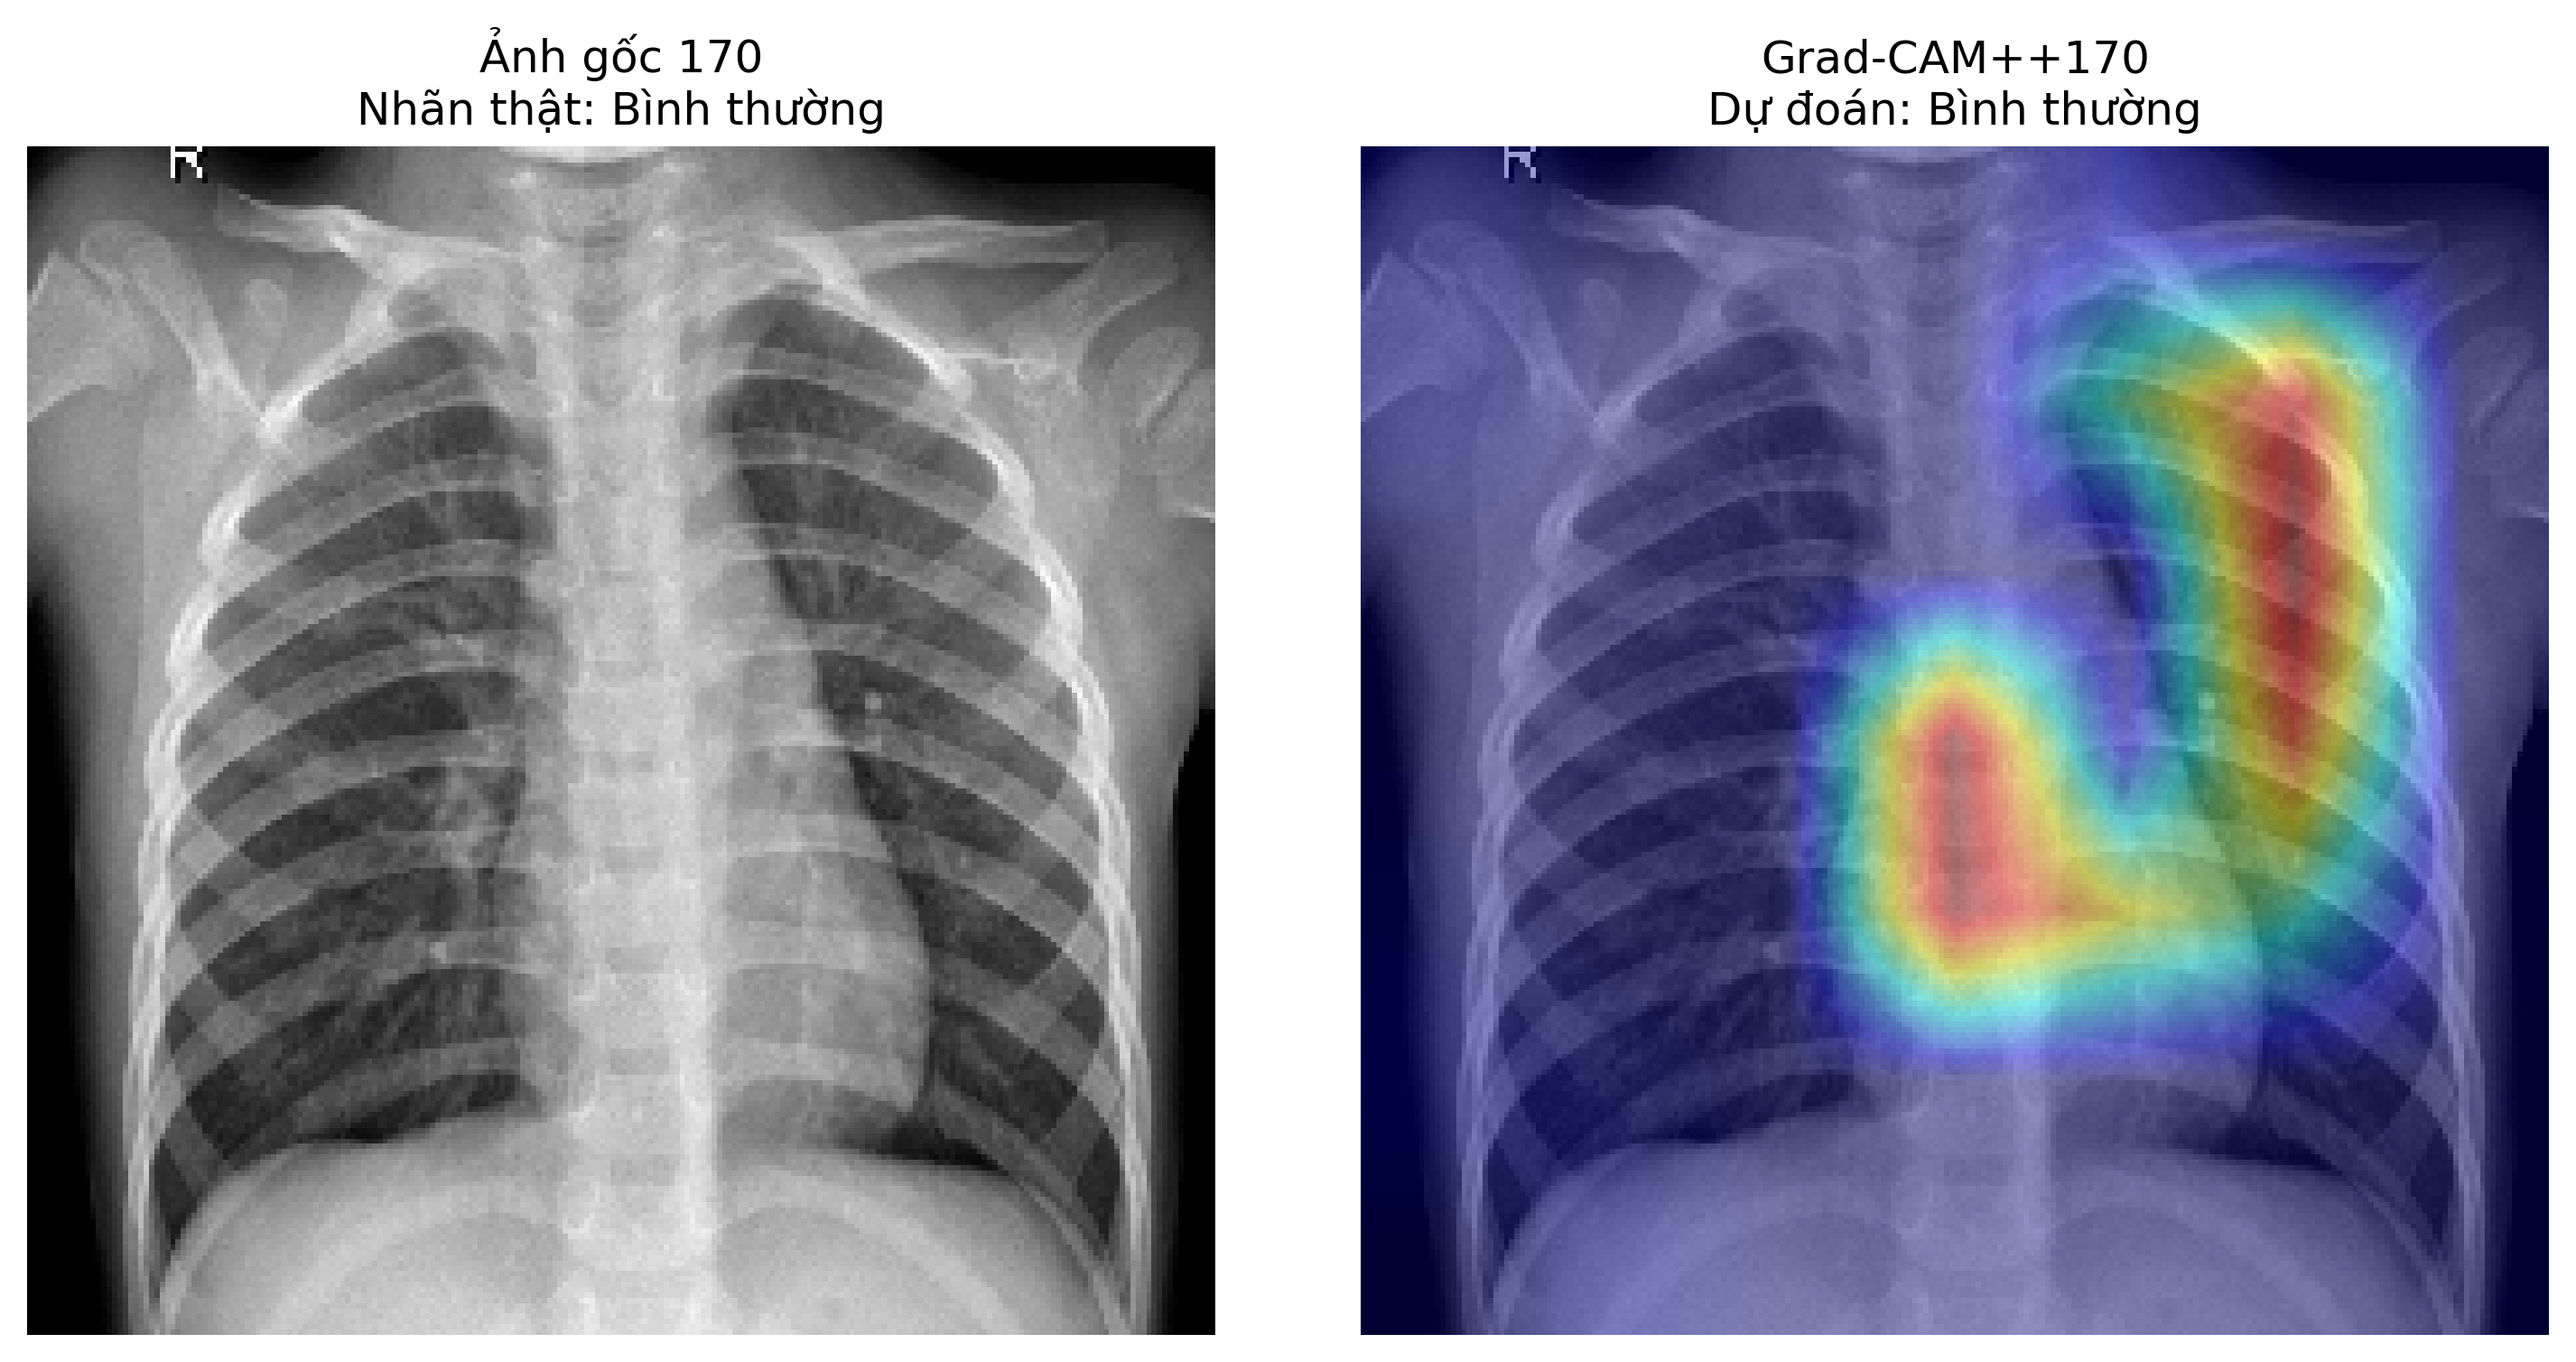 Ảnh gốc 170
Nhãn thật: Bình thường
Grad-CAM++170
Dự đoán: Bình thường